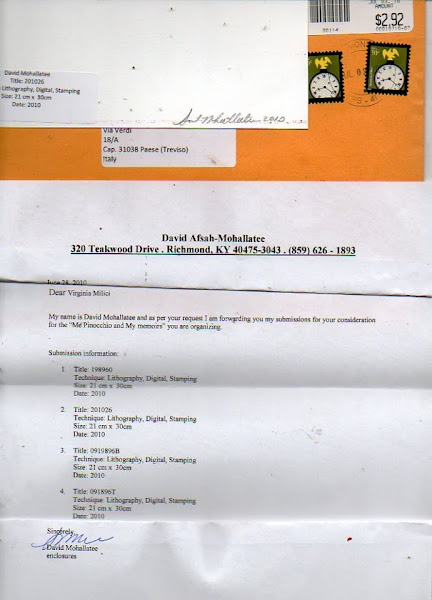 AMOUNT
$2.92
David Mohallatee
Title: 201026
Lithography, Digital, Stamping
Size: 21 cm x 30cm
Date: 2010
2010
Via Verdi
18/A
Cap. 31038 Paese (Treviso)
Italy
David Afsah-Mohallatee
320 Teakwood Drive . Richmond, KY 40475-3043 . (859) 626 - 1893
June 28, 2010
Dear Virginia Milici
My name is David Mohallatee and as per your request I am forwarding you my submissions for your consideration
for the "Me Pinocchio and My memoirs" you are organizing.
Submission information:
1. Title: 198960
Technique: Lithography, Digital, Stamping
Size: 21 cm x 30cm
Date: 2010
2. Title: 201026
Technique: Lithography, Digital, Stamping
Size: 21 cm x 30cm
Date: 2010
3. Title: 0919896B
Technique: Lithography, Digital, Stamping
Size: 21 cm x 30cm
Date: 2010
4. Title: 091896T
Technique: Lithography, Digital, Stamping
Size: 21 cm x 30cm
Date: 2010
Sincerely,
David Mohallatee
enclosures